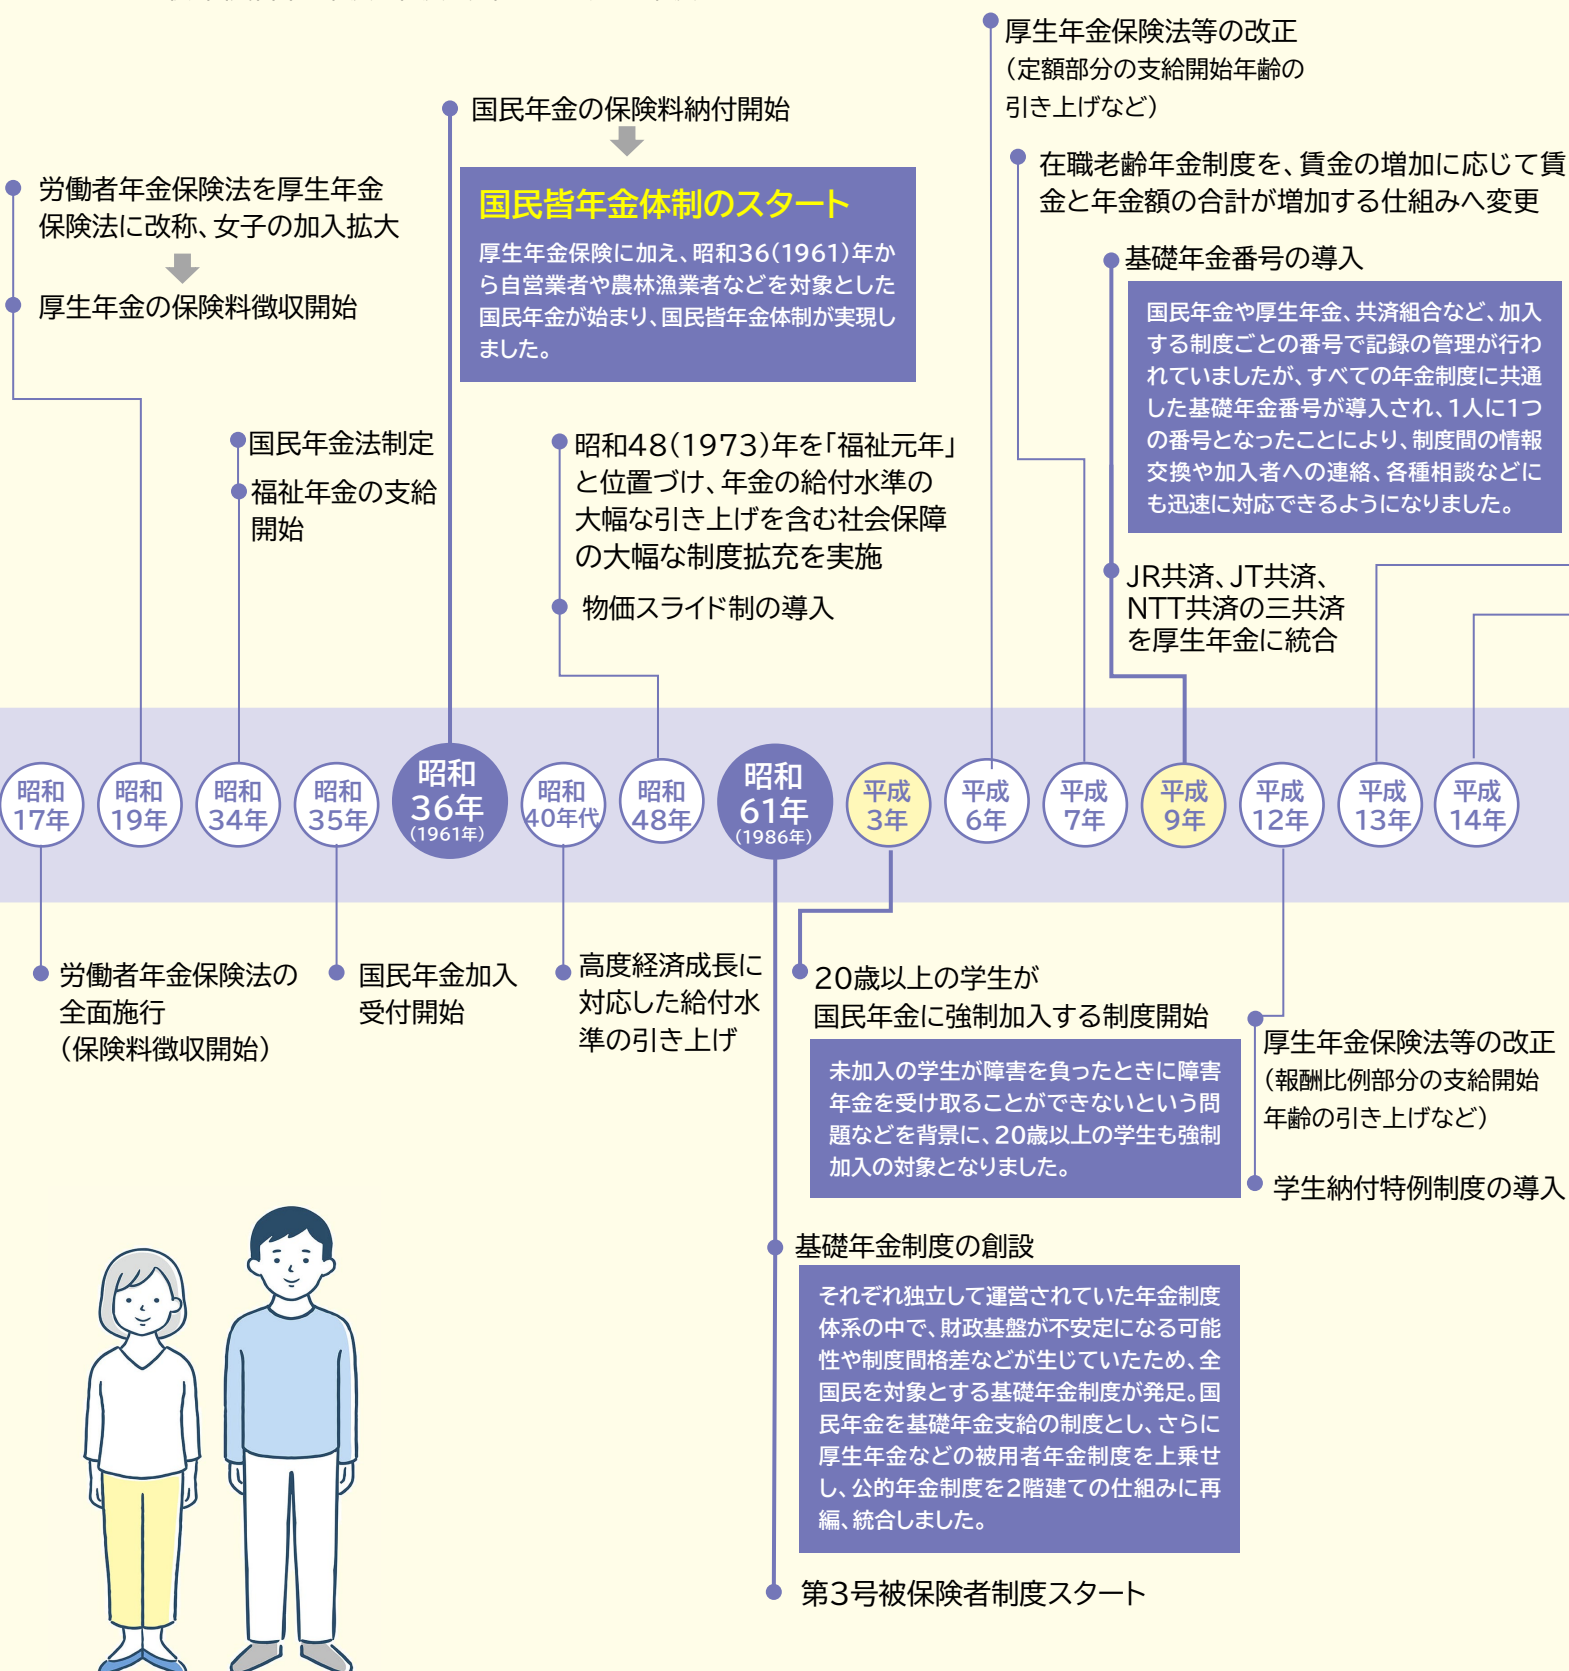 厚生年金保険法等の改正
（定額部分の支給開始年齢の
引き上げなど）
国民年金の保険料納付開始
在職老齢年金制度を、賃金の増加に応じて賃
金と年金額の合計が増加する仕組みへ変更
労働者年金保険法を厚生年金
保険法に改称、女子の加入拡大
厚生年金の保険料徴収開始
国民皆年金体制のスタート
厚生年金保険に加え、昭和36(1961)年か
ら自営業者や農林漁業者などを対象とした
国民年金が始まり、国民皆年金体制が実現し
ました。
基礎年金番号の導入
国民年金や厚生年金、共済組合など、加入
する制度ごとの番号で記録の管理が行わ
れていましたが、すべての年金制度に共通
した基礎年金番号が導入され、1人に1つ
の番号となったことにより、制度間の情報
交換や加入者への連絡、各種相談などに
も迅速に対応できるようになりました。
国民年金法制定
福祉年金の支給
開始
昭和48(1973)年を「福祉元年」
と位置づけ、年金の給付水準の
大幅な引き上げを含む社会保障
の大幅な制度拡充を実施
物価スライド制の導入
JR共済、JT共済、
NTT共済の三共済
を厚生年金に統合
昭和
17年
昭和
19年
昭和
34年
昭和
35年
昭和
36年
(1961年)
昭和
40年代
昭和
48年
昭和
61年
(1986年)
平成
3年
平成
6年
平成
7年
平成
9年
平成
12年
平成
13年
平成
14年
労働者年金保険法の
全面施行
（保険料徴収開始）
国民年金加入
受付開始
高度経済成長に
対応した給付水
準の引き上げ
20歳以上の学生が
国民年金に強制加入する制度開始
未加入の学生が障害を負ったときに障害
年金を受け取ることができないという問
題などを背景に、20歳以上の学生も強制
加入の対象となりました。
厚生年金保険法等の改正
（報酬比例部分の支給開始
年齢の引き上げなど）
学生納付特例制度の導入
基礎年金制度の創設
それぞれ独立して運営されていた年金制度
体系の中で、財政基盤が不安定になる可能
性や制度間格差などが生じていたため、全
国民を対象とする基礎年金制度が発足。国
民年金を基礎年金支給の制度とし、さらに
厚生年金などの被用者年金制度を上乗せ
し、公的年金制度を2階建ての仕組みに再
編、統合しました。
第3号被保険者制度スタート